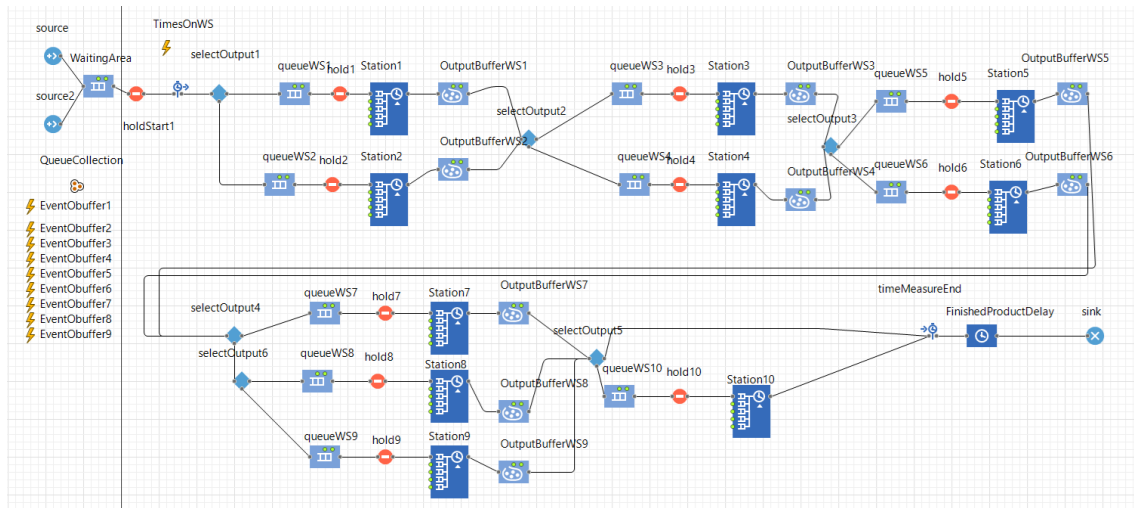 source
TimesOnWS
WaitingArea
selectOutput1
source2
holdStart1
queueWS1
hold1
Station1
OutputBufferWS1
queueWS2
hold2
Station2
OutputBufferWS2
selectOutput2
queueWS3
hold3
Station3
OutputBufferWS3
queueWS4
hold4
Station4
OutputBufferWS4
selectOutput3
queueWS5
hold5
Station5
OutputBufferWS5
queueWS6
hold6
Station6
OutputBufferWS6
QueueCollection
EventObuffer1
EventObuffer2
EventObuffer3
EventObuffer4
EventObuffer5
EventObuffer6
EventObuffer7
EventObuffer8
EventObuffer9
selectOutput4
selectOutput6
queueWS7
hold7
Station7
OutputBufferWS7
queueWS8
hold8
Station8
OutputBufferWS8
queueWS9
hold9
Station9
OutputBufferWS9
selectOutput5
queueWS10
hold10
Station10
timeMeasureEnd
FinishedProductDelay
sink